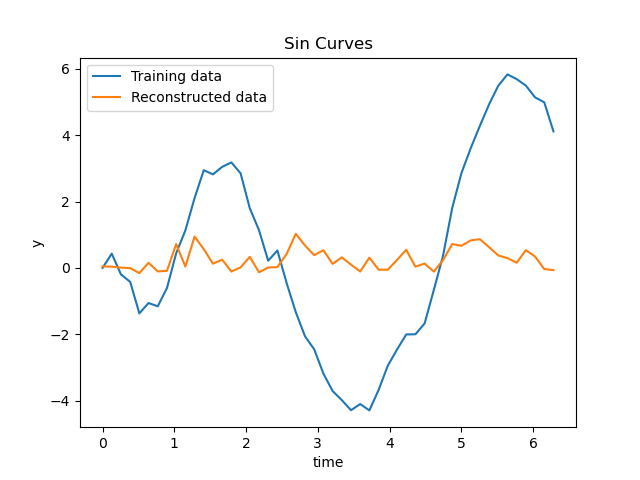 Sin Curves
Training data
Reconstructed data
6
4
2
0
−2
−4
y
0 1 2 3 4 5 6
time